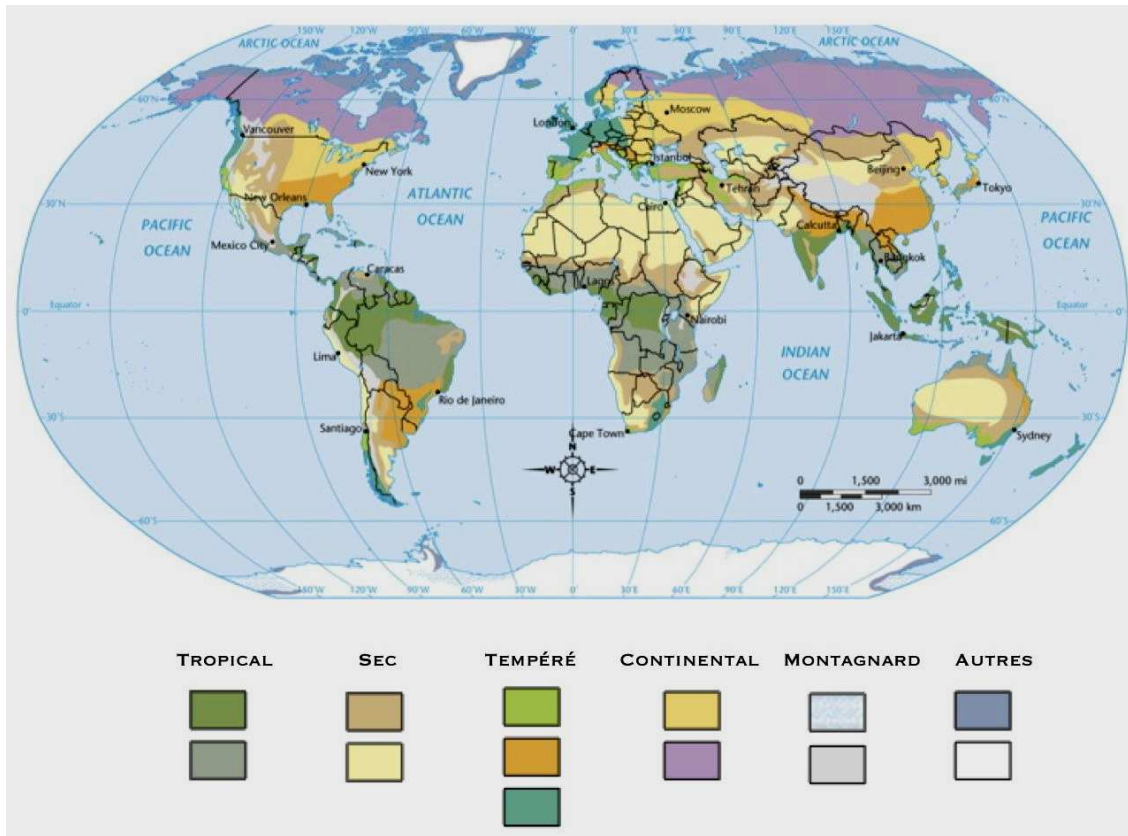 150°W 120°W 90°W 60°W 30°W 0° 30°E 60°E 90°E 120°E 150°E
ARCTIC OCEAN
ARCTIC OCEAN
60°N
60°N
Moscow
London
Vancouver
Istanbul
New York
Beijing
Tokyo
Tehran
ATLANTIC
OCEAN
30°N
30°N
New Orleans
Cairo
PACIFIC
OCEAN
PACIFIC
OCEAN
Calcutta
Mexico City
Bangkok
Caracas
Lagos
Equator
0°
0°
Equator
Nairobi
Jakarta
Lima
INDIAN
OCEAN
Rio de Janeiro
30°S
30°S
Santiago
Cape Town
Sydney
N
W E
S
0 1,500 3,000 mi
0 1,500 3,000 km
60°S
60°S
150°W 120°W 90°W 60°W 30°W 0° 30°E 60°E 90°E 120°E 150°E
TROPICAL SEC TEMPÉRÉ CONTINENTAL MONTAGNARD AUTRES